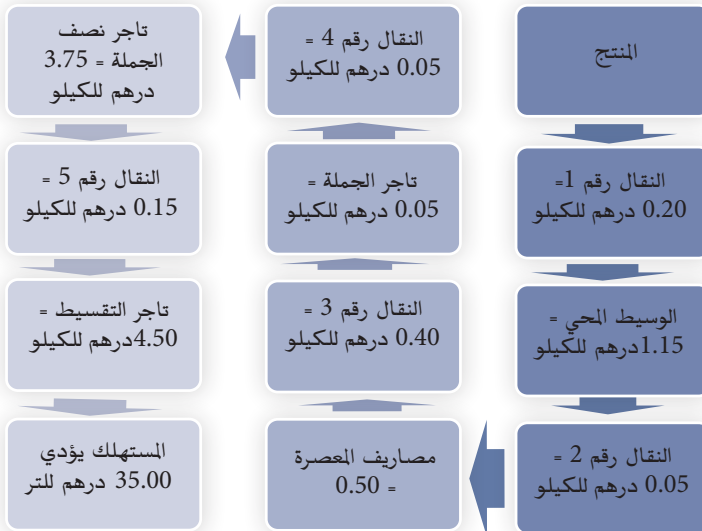 المنتج
النقال رقم 1=
0.20 درهم للكيلو
الوسيط المحي =
1.15درهم للكيلو
النقال رقم 2 =
0.05 درهم للكيلو
مصاريف المعصرة
= 0.50
النقال رقم 3 =
0.40 درهم للكيلو
تاجر الجملة =
0.05 درهم للكيلو
النقال رقم 4 =
0.05 درهم للكيلو
تاجر نصف
الجملة = 3.75
درهم للكيلو
النقال رقم 5 =
0.15 درهم للكيلو
تاجر التقسيط =
4.50درهم للكيلو
المستهلك يؤدي
35.00 درهم للتر